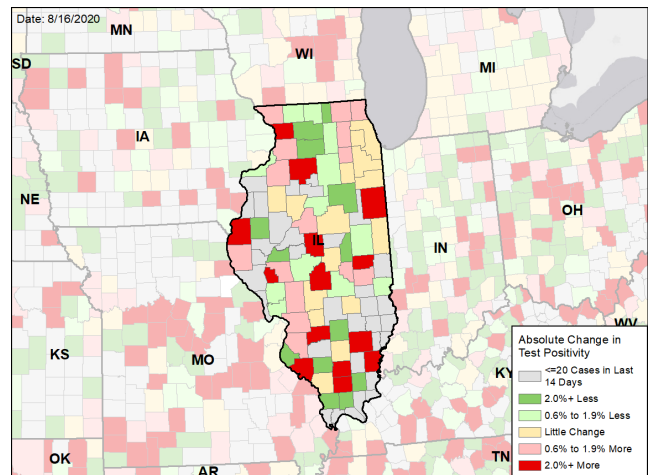 Date: 8/16/2020
MN
SD
WI
MI
IA
NE
OH
IL
IN
WV
KS
MO
KY
OK
AR
TN
Absolute Change in
Test Positivity
<=20 Cases in Last
14 Days
2.0%+ Less
0.6% to 1.9% Less
Little Change
0.6% to 1.9% More
2.0%+ More